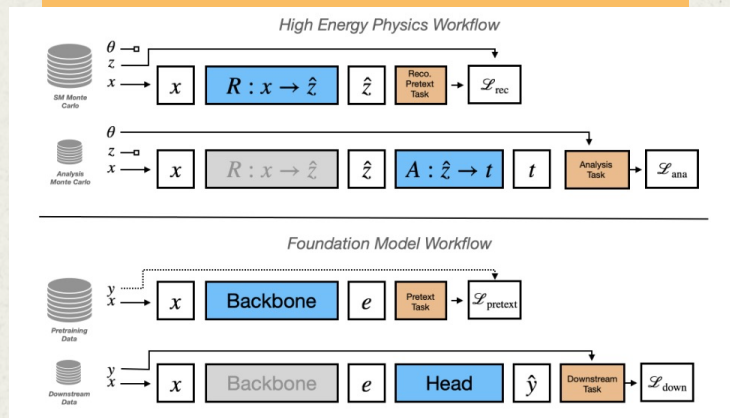 High Energy Physics Workflow
θ
z
x
SM Monte
Carlo
x
R : x → ẑ
ẑ
Reco.
Pretext
Task
ℒrec
θ
z
x
Analysis
Monte Carlo
x
R : x → ẑ
ẑ
A : ẑ → t
t
Analysis
Task
ℒana
Foundation Model Workflow
y
x
Pretraining
Data
x
Backbone
e
Pretext
Task
ℒpretext
y
x
Downstream
Data
x
Backbone
e
Head
ŷ
Downstream
Task
ℒdown